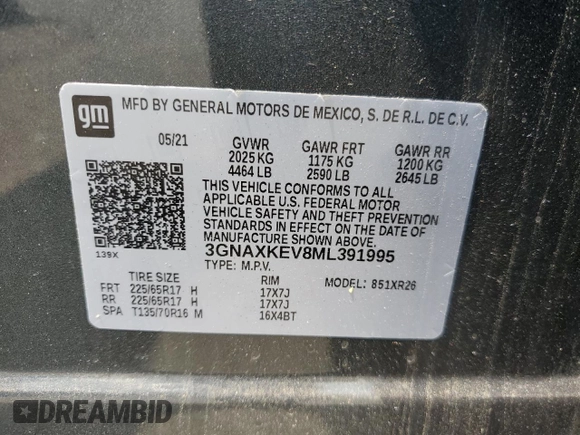 gm
MFD BY GENERAL MOTORS DE MEXICO, S. DE R.L. DE C.V.
05/21 GVWR GAWR FRT GAWR RR
2025 KG 1175 KG 1200 KG
4464 LB 2590 LB 2645 LB
THIS VEHICLE CONFORMS TO ALL
APPLICABLE U.S. FEDERAL MOTOR
VEHICLE SAFETY AND THEFT PREVENTION
STANDARDS IN EFFECT ON THE DATE OF
MANUFACTURE SHOWN ABOVE.
139X
3GNAXKEV8ML391995
TYPE: M.P.V.
TIRE SIZE RIM MODEL: 851XR26
FRT 225/65R17 H 17X7J
RR 225/65R17 H 17X7J
SPA T135/70R16 M 16X4BT
DREAMBID